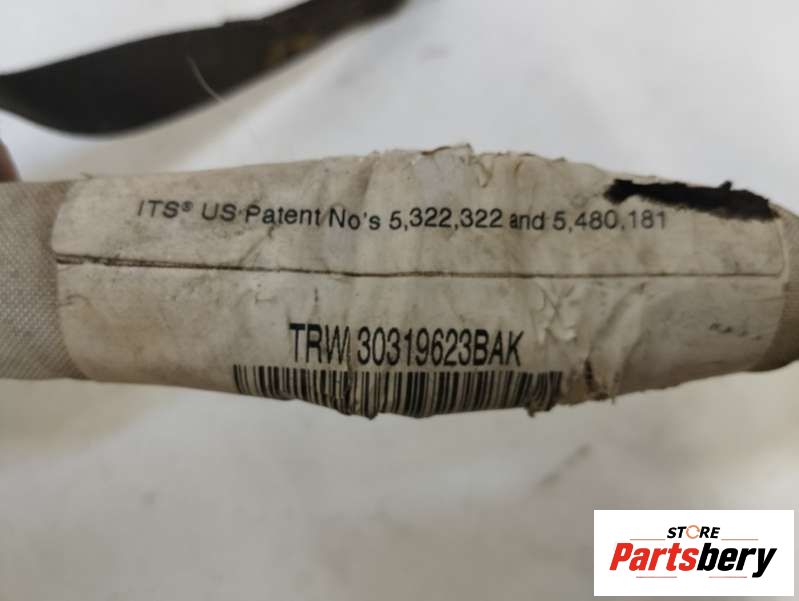 ITS® US Patent No's 5,322,322 and 5,480,181
TRW 30319623BAK
STORE
Partsbery